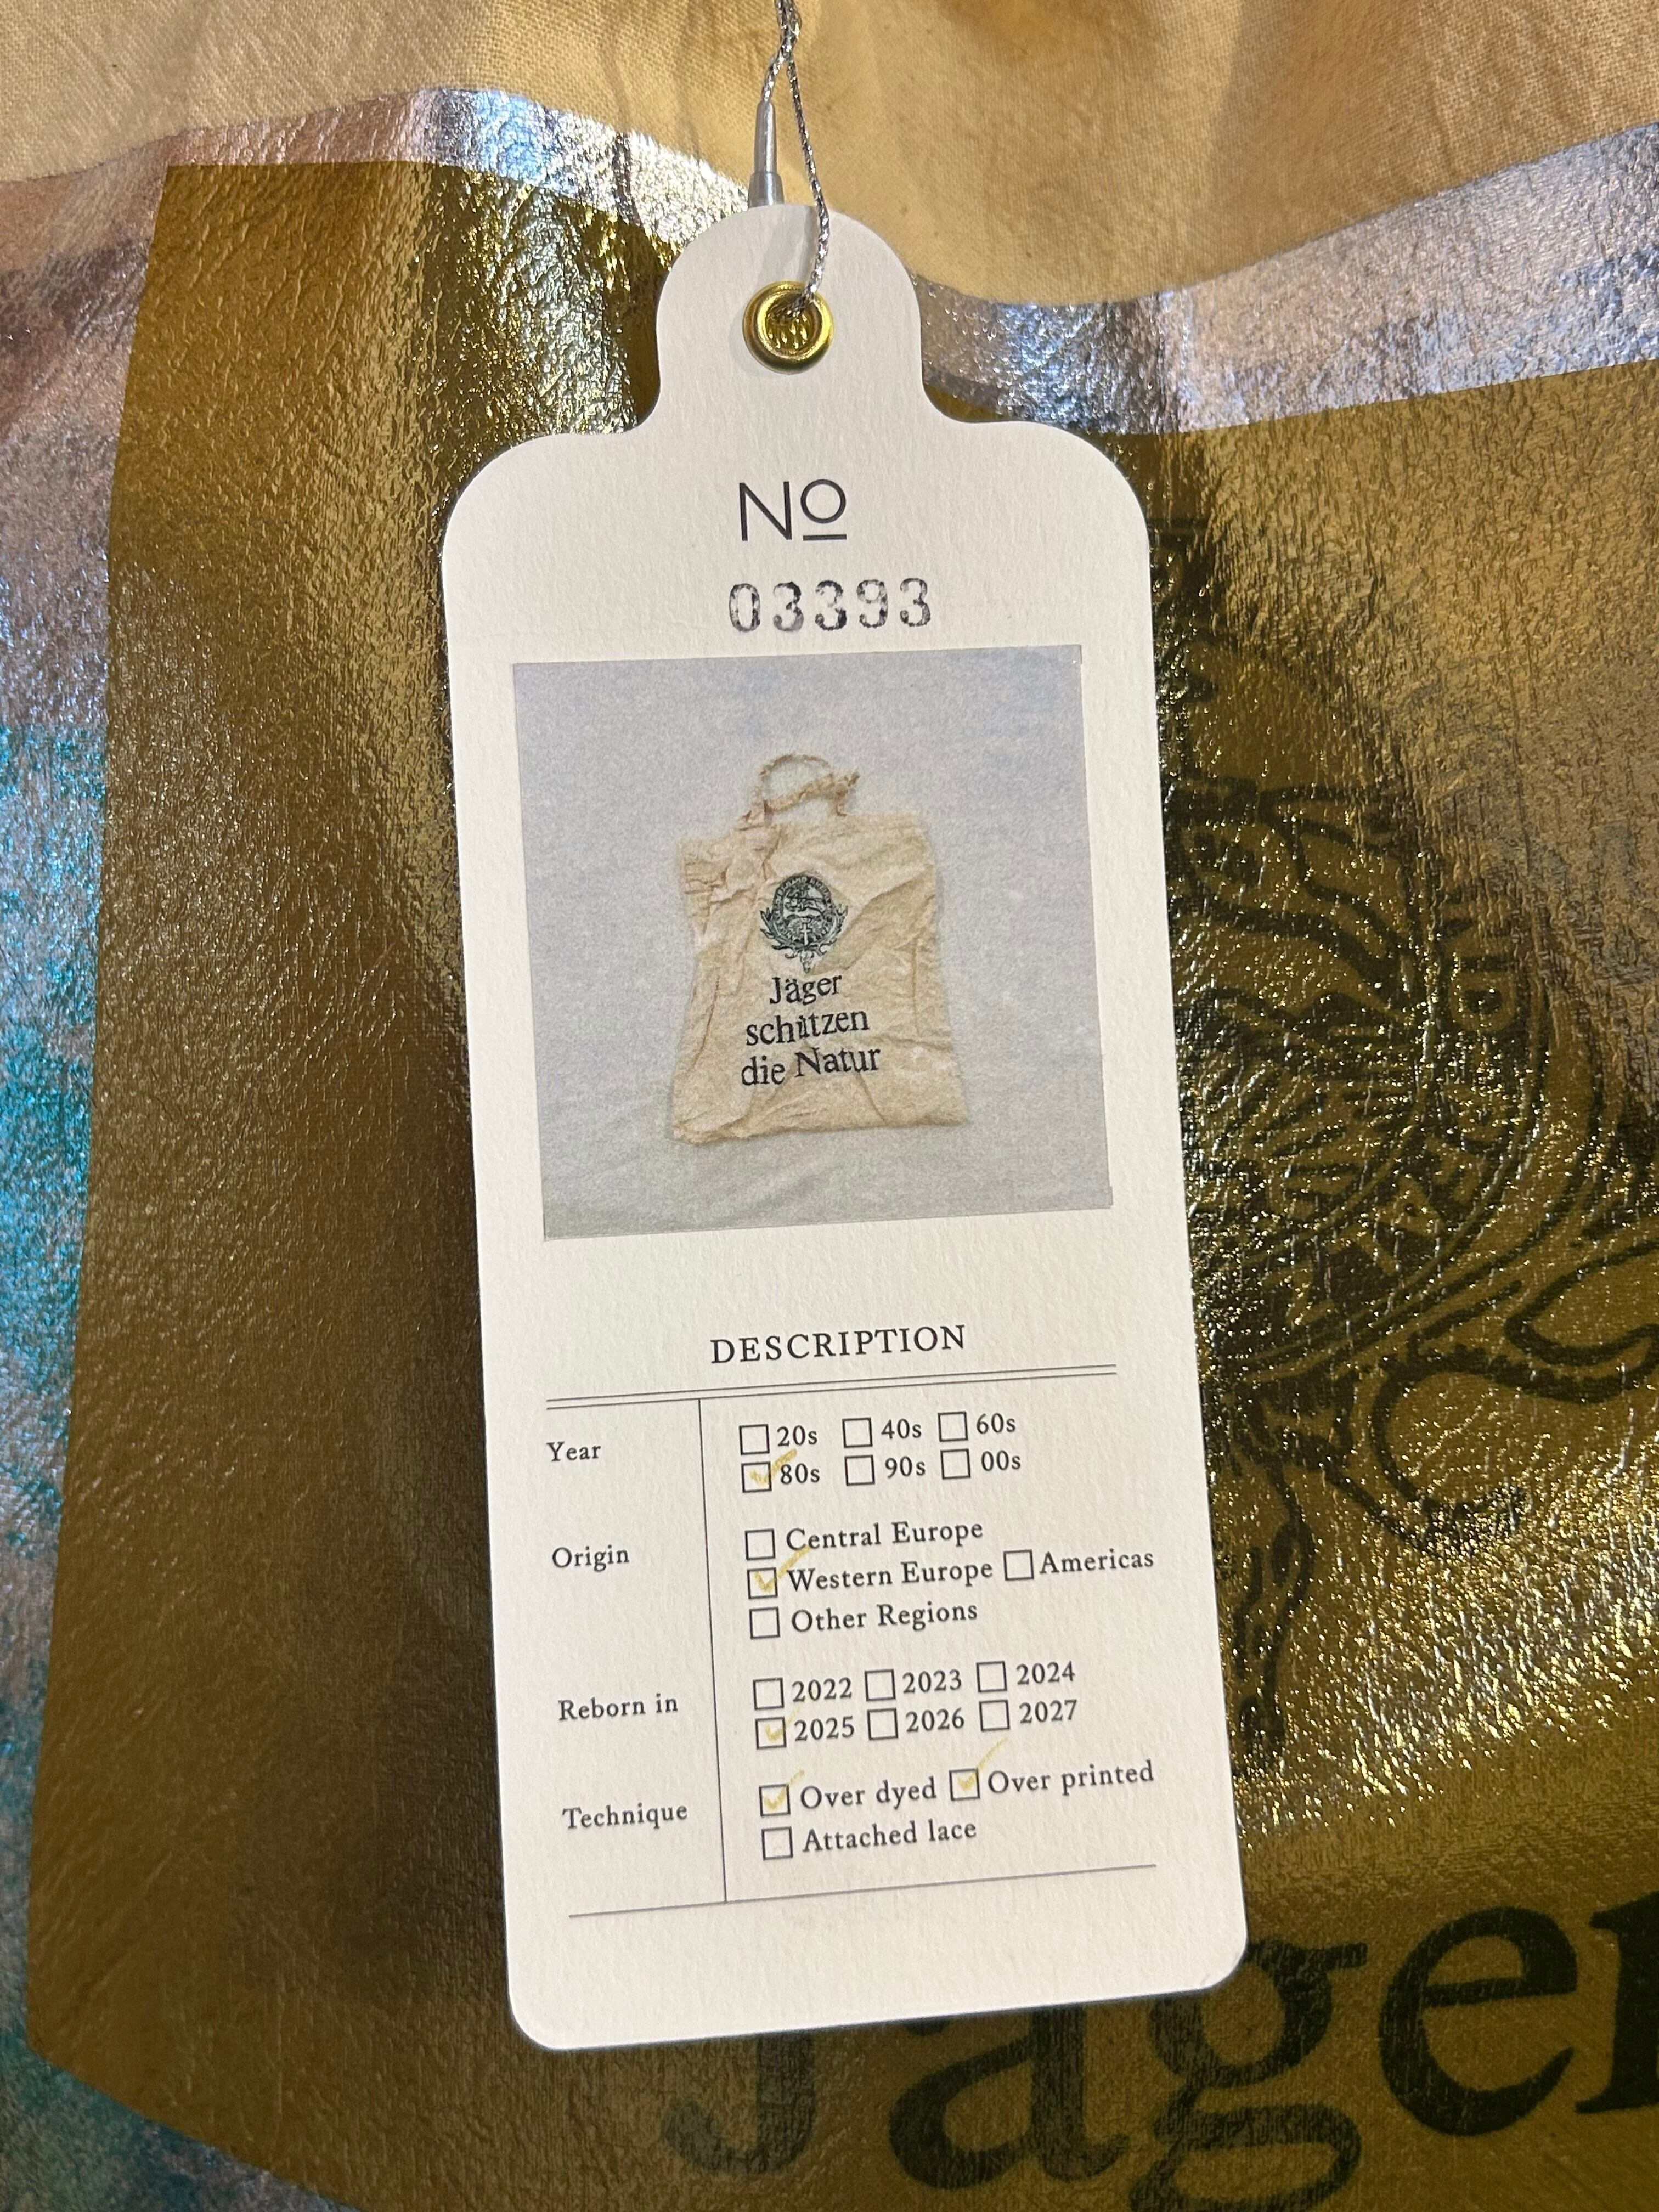 No
03393
Jäger
schützen
die Natur
DESCRIPTION
Year
20s 40s 60s
80s 90s 00s
Origin
Central Europe
Western Europe Americas
Other Regions
Reborn in
2022 2023 2024
2025 2026 2027
Technique
Over dyed Over printed
Attached lace
Jäger